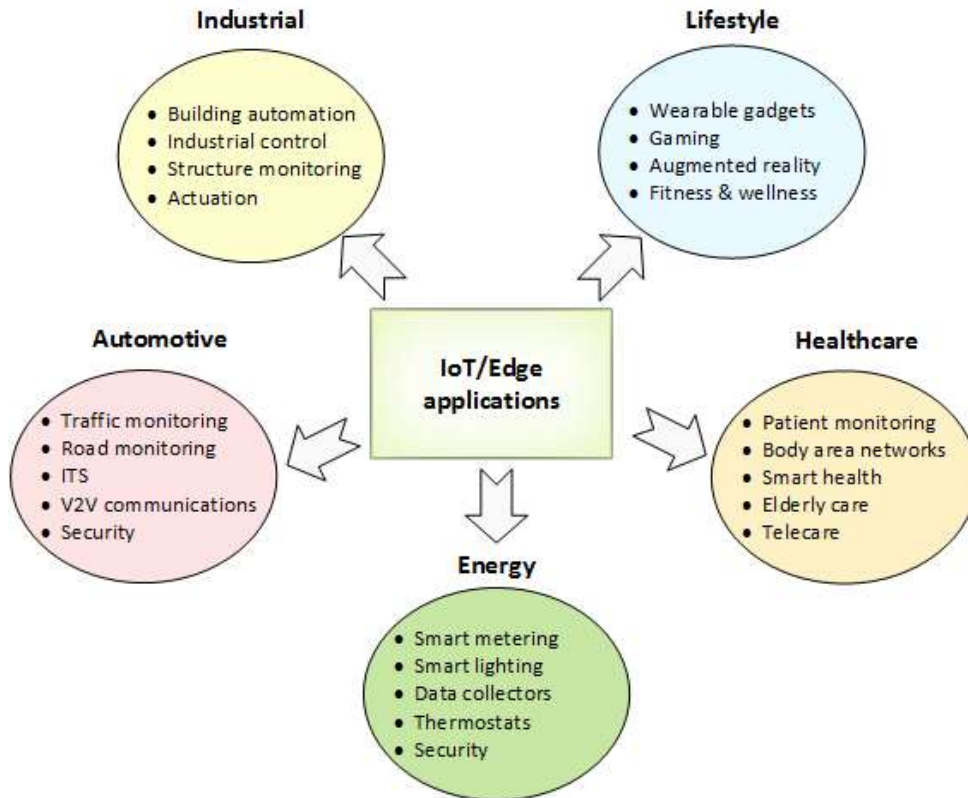 Industrial
• Building automation
• Industrial control
• Structure monitoring
• Actuation
Lifestyle
• Wearable gadgets
• Gaming
• Augmented reality
• Fitness & wellness
IoT/Edge
applications
Automotive
• Traffic monitoring
• Road monitoring
• ITS
• V2V communications
• Security
Healthcare
• Patient monitoring
• Body area networks
• Smart health
• Elderly care
• Telecare
Energy
• Smart metering
• Smart lighting
• Data collectors
• Thermostats
• Security